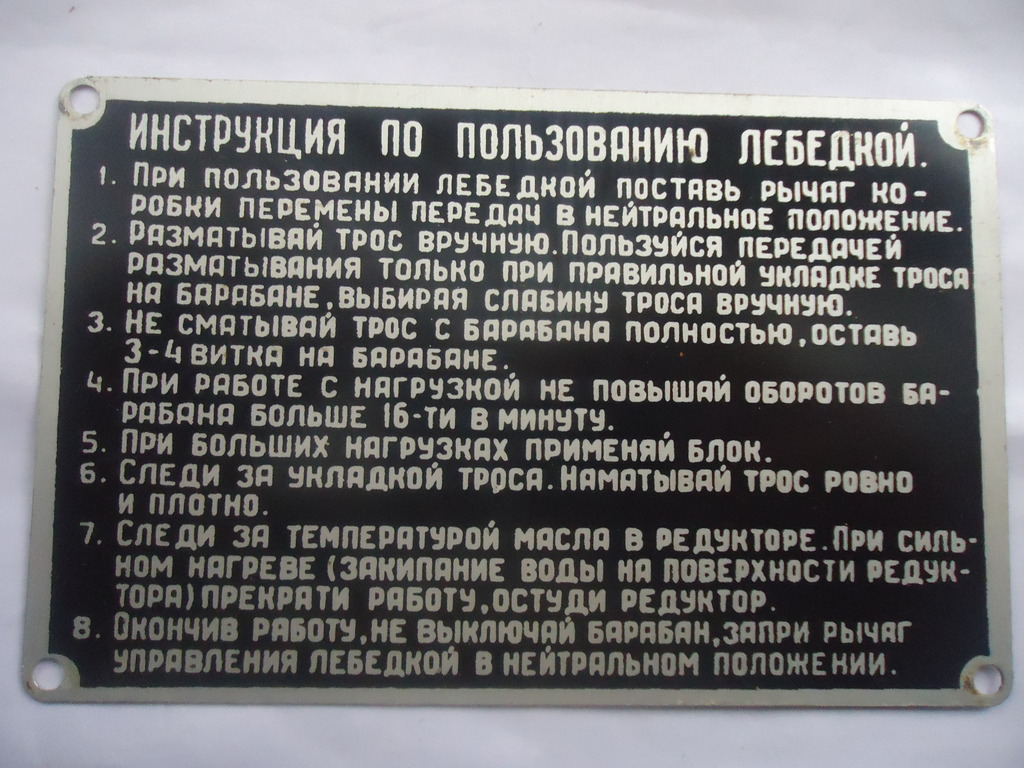 ИНСТРУКЦИЯ ПО ПОЛЬЗОВАНИЮ ЛЕБЕДКОЙ.
1. ПРИ ПОЛЬЗОВАНИИ ЛЕБЕДКОЙ ПОСТАВЬ РЫЧАГ КО-
РОБКИ ПЕРЕМЕНЫ ПЕРЕДАЧ В НЕЙТРАЛЬНОЕ ПОЛОЖЕНИЕ.
2. РАЗМАТЫВАЙ ТРОС ВРУЧНУЮ. ПОЛЬЗУЙСЯ ПЕРЕДАЧЕЙ
РАЗМАТЫВАНИЯ ТОЛЬКО ПРИ ПРАВИЛЬНОЙ УКЛАДКЕ ТРОСА
НА БАРАБАНЕ, ВЫБИРАЯ СЛАБИНУ ТРОСА ВРУЧНУЮ.
3. НЕ СМАТЫВАЙ ТРОС С БАРАБАНА ПОЛНОСТЬЮ, ОСТАВЬ
3-4 ВИТКА НА БАРАБАНЕ.
4. ПРИ РАБОТЕ С НАГРУЗКОЙ НЕ ПОВЫШАЙ ОБОРОТОВ БА-
РАБАНА БОЛЬШЕ 16-ТИ В МИНУТУ.
5. ПРИ БОЛЬШИХ НАГРУЗКАХ ПРИМЕНЯЙ БЛОК.
6. СЛЕДИ ЗА УКЛАДКОЙ ТРОСА. НАМАТЫВАЙ ТРОС РОВНО
И ПЛОТНО.
7. СЛЕДИ ЗА ТЕМПЕРАТУРОЙ МАСЛА В РЕДУКТОРЕ. ПРИ СИЛЬ-
НОМ НАГРЕВЕ (ЗАКИПАНИЕ ВОДЫ НА ПОВЕРХНОСТИ РЕДУК-
ТОРА) ПРЕКРАТИ РАБОТУ, ОСТУДИ РЕДУКТОР.
8. ОКОНЧИВ РАБОТУ, НЕ ВЫКЛЮЧАЙ БАРАБАН, ЗАПРИ РЫЧАГ
УПРАВЛЕНИЯ ЛЕБЕДКОЙ В НЕЙТРАЛЬНОМ ПОЛОЖЕНИИ.